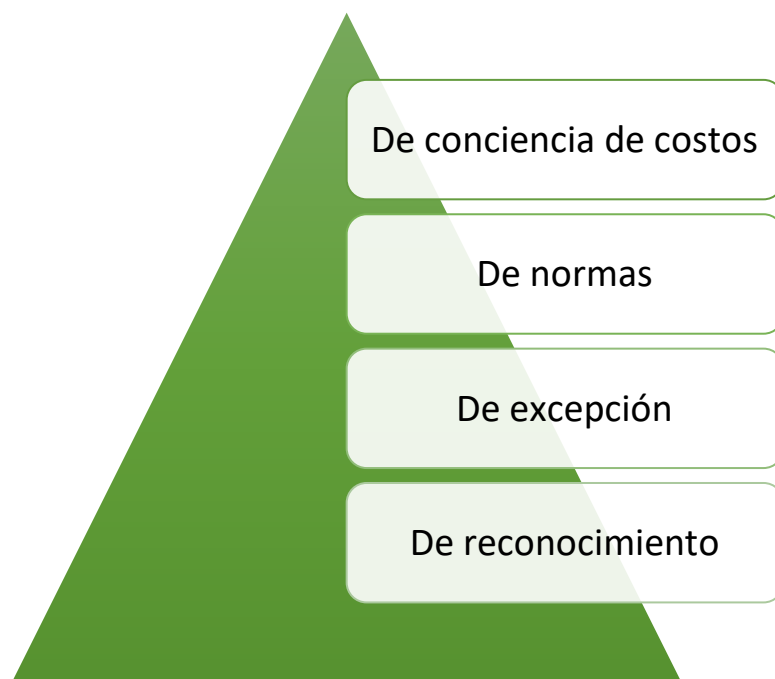 De conciencia de costos
De normas
De excepción
De reconocimiento